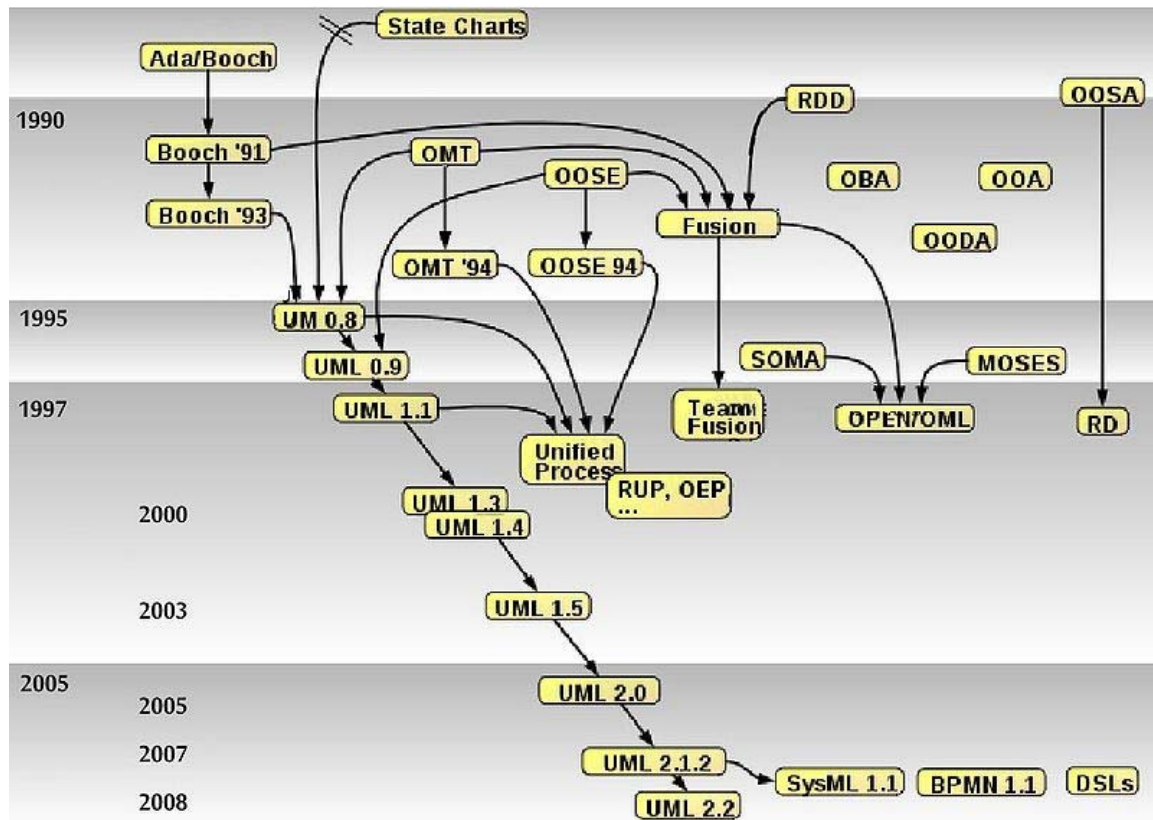 State Charts
Ada/Booch
OOSA
RDD
1990
Booch '91
OMT
OOSE
OBA
OOA
Booch '93
Fusion
OODA
OMT '94
OOSE 94
1995
UM 0.8
UML 0.9
SOMA
MOSES
1997
UML 1.1
Team
Fusion
OPEN/OML
RD
Unified
Process
RUP, OEP
...
UML 1.3
2000
UML 1.4
2003
UML 1.5
2005
UML 2.0
2005
2007
UML 2.1.2
SysML 1.1
BPMN 1.1
DSLs
2008
UML 2.2